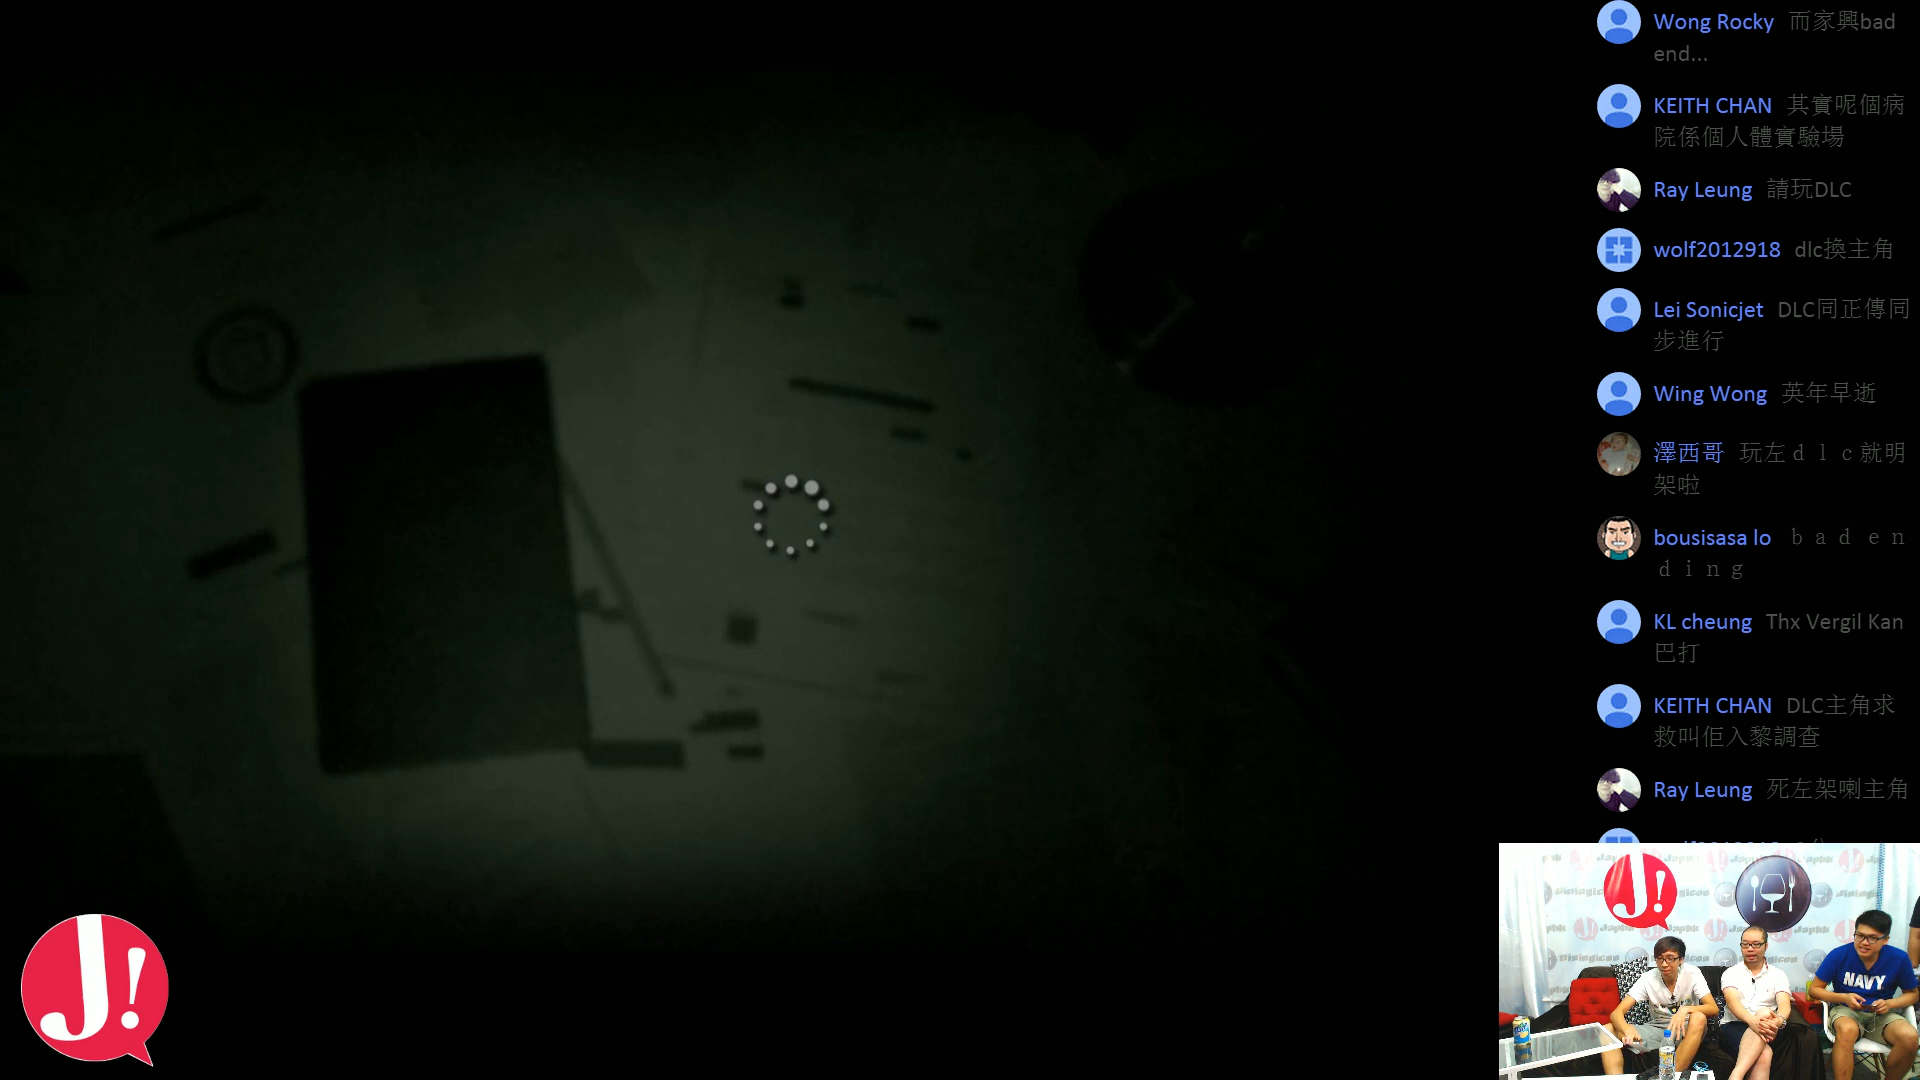 Wong Rocky 而家興bad
end...
KEITH CHAN 其實呢個病
院係個人體實驗場
Ray Leung 請玩DLC
wolf2012918 dlc換主角
Lei Sonicjet DLC同正傳同
步進行
Wing Wong 英年早逝
澤西哥 玩左ｄｌｃ就明
架啦
bousisasa lo ｂａｄ ｅｎ
ｄｉｎｇ
KL cheung Thx Vergil Kan
巴打
KEITH CHAN DLC主角求
救叫佢入黎調查
Ray Leung 死左架喇主角
J!
J!
NAVY